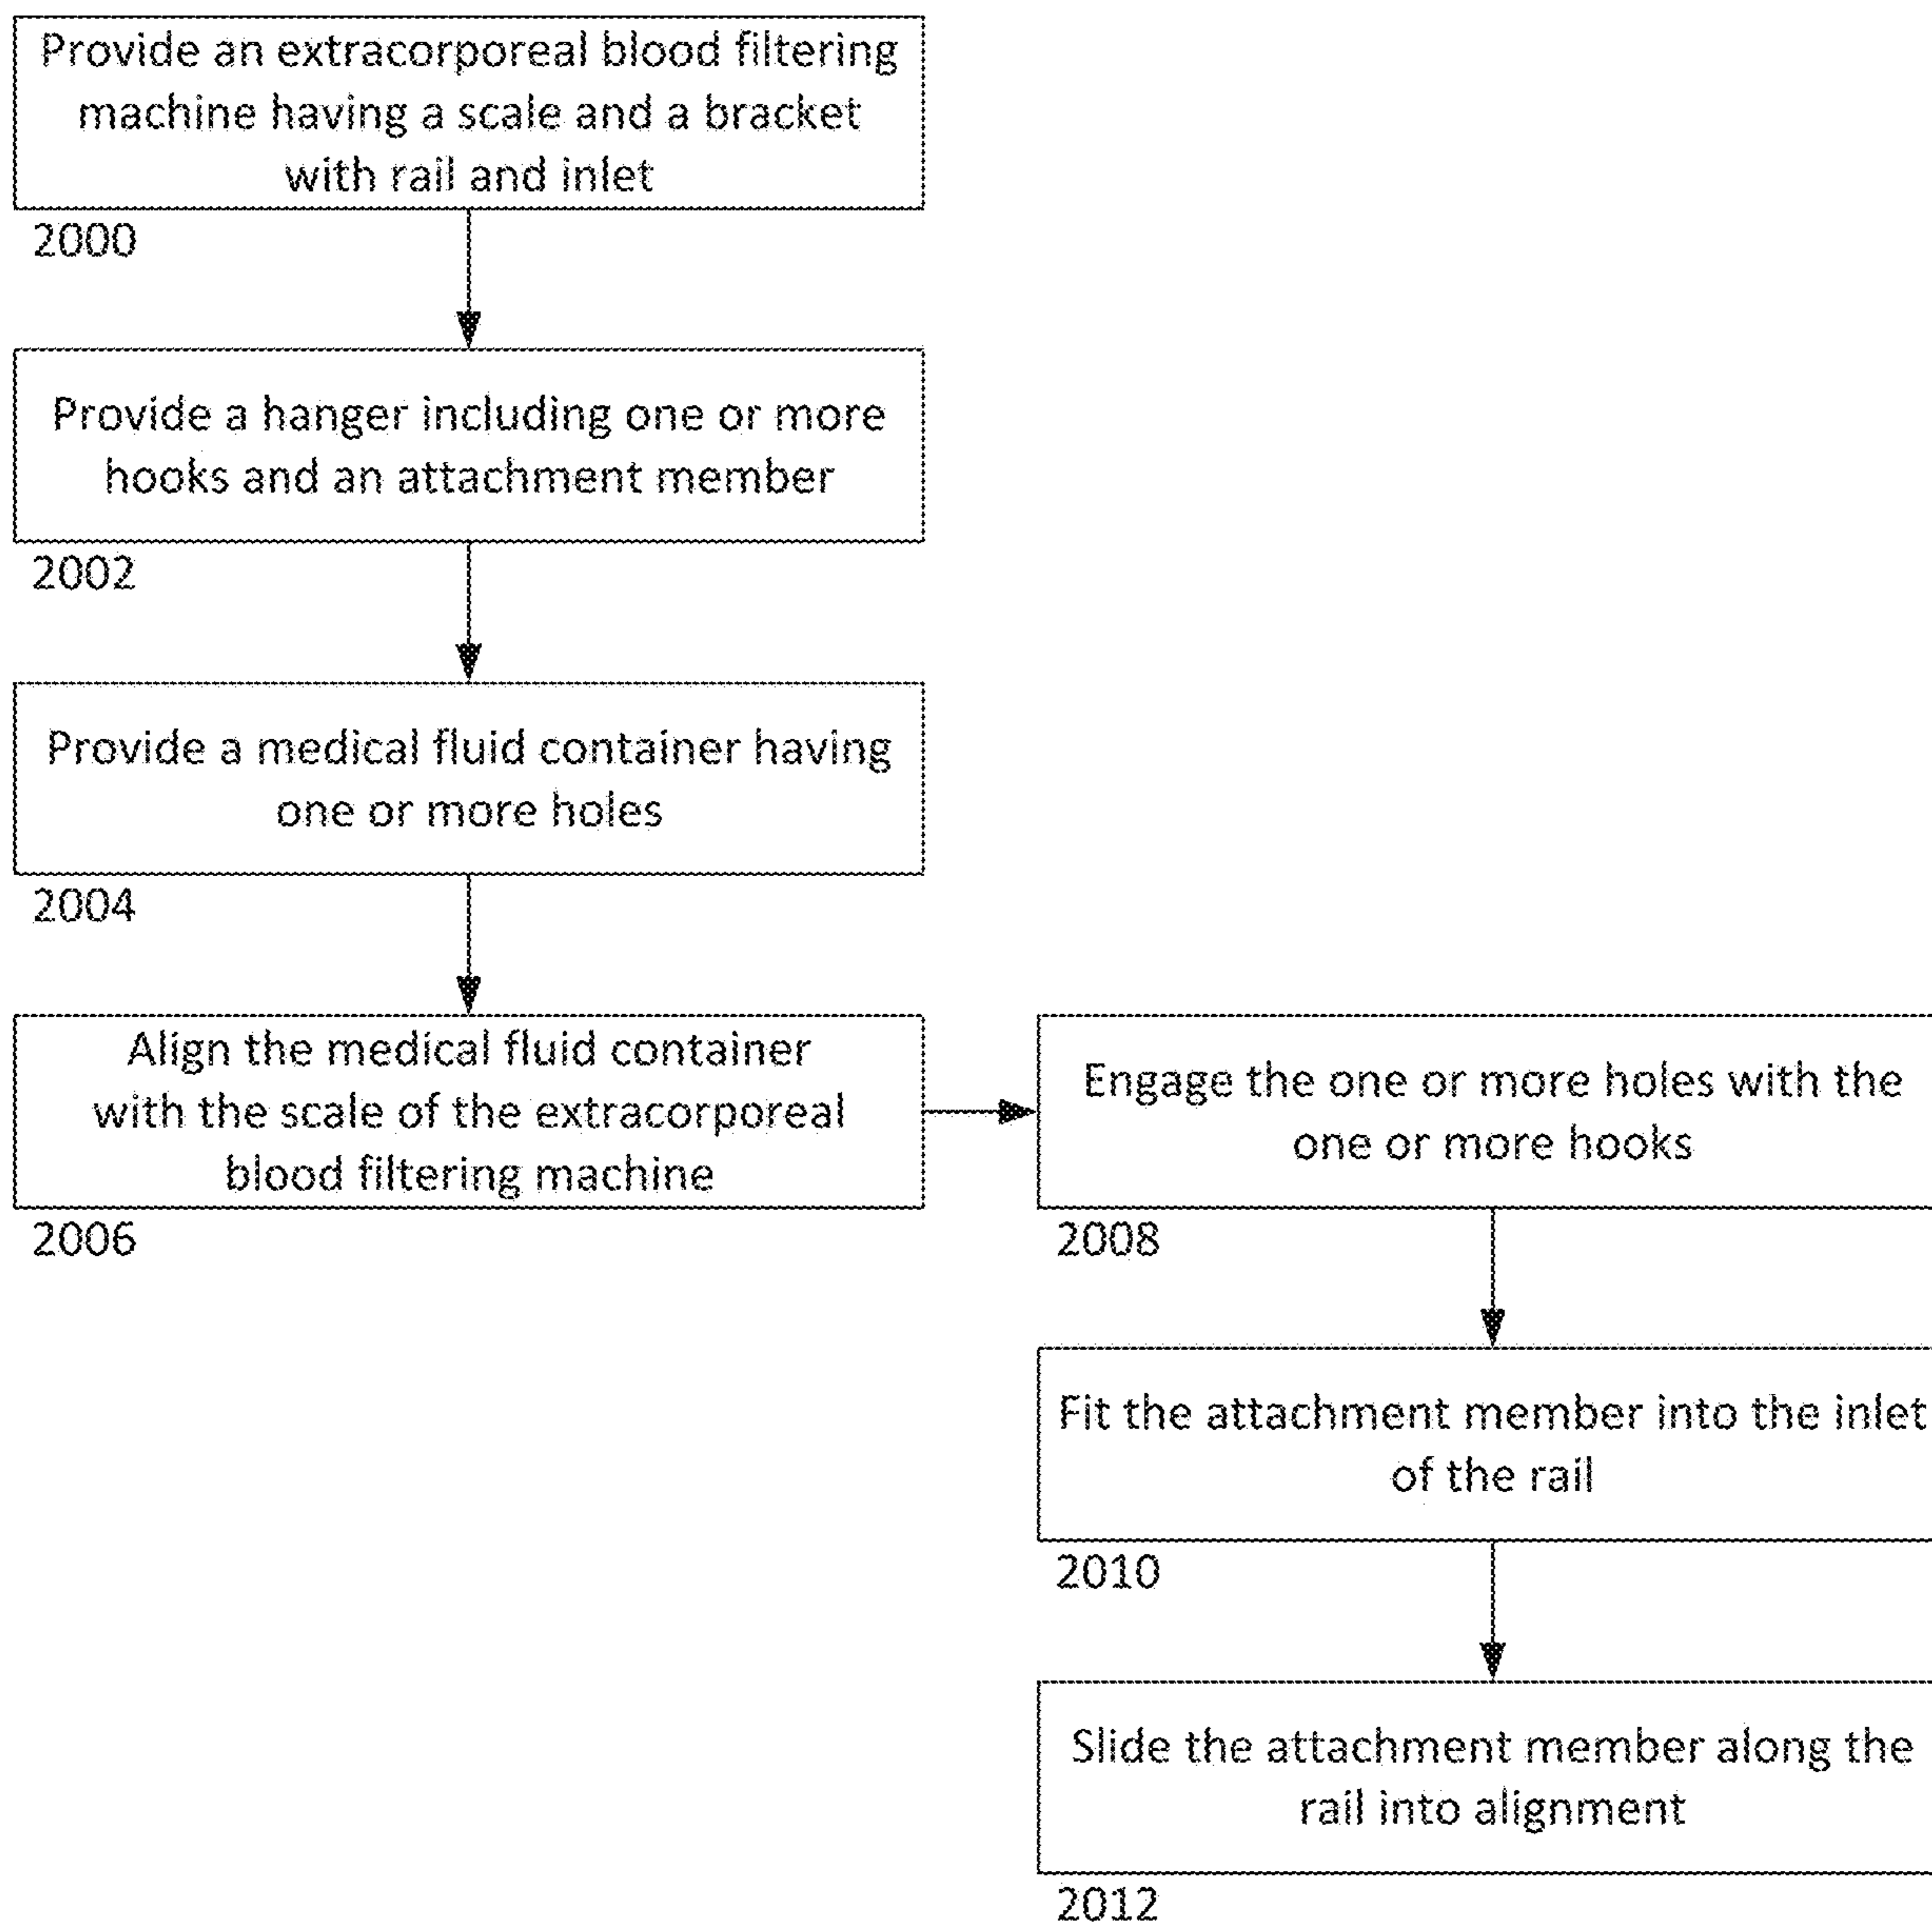 Provide an extracorporeal blood filtering
machine having a scale and a bracket
with rail and inlet
2000
Provide a hanger including one or more
hooks and an attachment member
2002
Provide a medical fluid container having
one or more holes
2004
Align the medical fluid container
with the scale of the extracorporeal
blood filtering machine
2006
Engage the one or more holes with the
one or more hooks
2008
Fit the attachment member into the inlet
of the rail
2010
Slide the attachment member along the
rail into alignment
2012